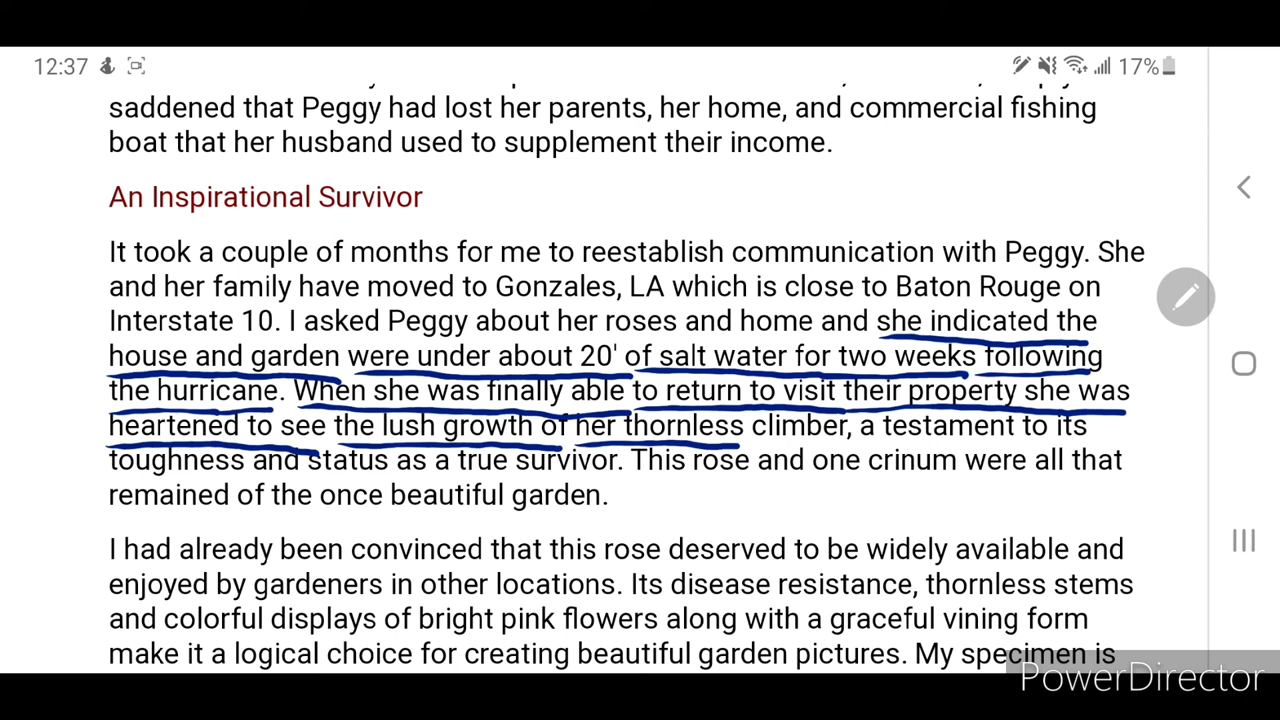 12:37
17%
saddened that Peggy had lost her parents, her home, and commercial fishing
boat that her husband used to supplement their income.
An Inspirational Survivor
It took a couple of months for me to reestablish communication with Peggy. She
and her family have moved to Gonzales, LA which is close to Baton Rouge on
Interstate 10. I asked Peggy about her roses and home and she indicated the
house and garden were under about 20' of salt water for two weeks following
the hurricane. When she was finally able to return to visit their property she was
heartened to see the lush growth of her thornless climber, a testament to its
toughness and status as a true survivor. This rose and one crinum were all that
remained of the once beautiful garden.
I had already been convinced that this rose deserved to be widely available and
enjoyed by gardeners in other locations. Its disease resistance, thornless stems
and colorful displays of bright pink flowers along with a graceful vining form
make it a logical choice for creating beautiful garden pictures. My specimen is
PowerDirector